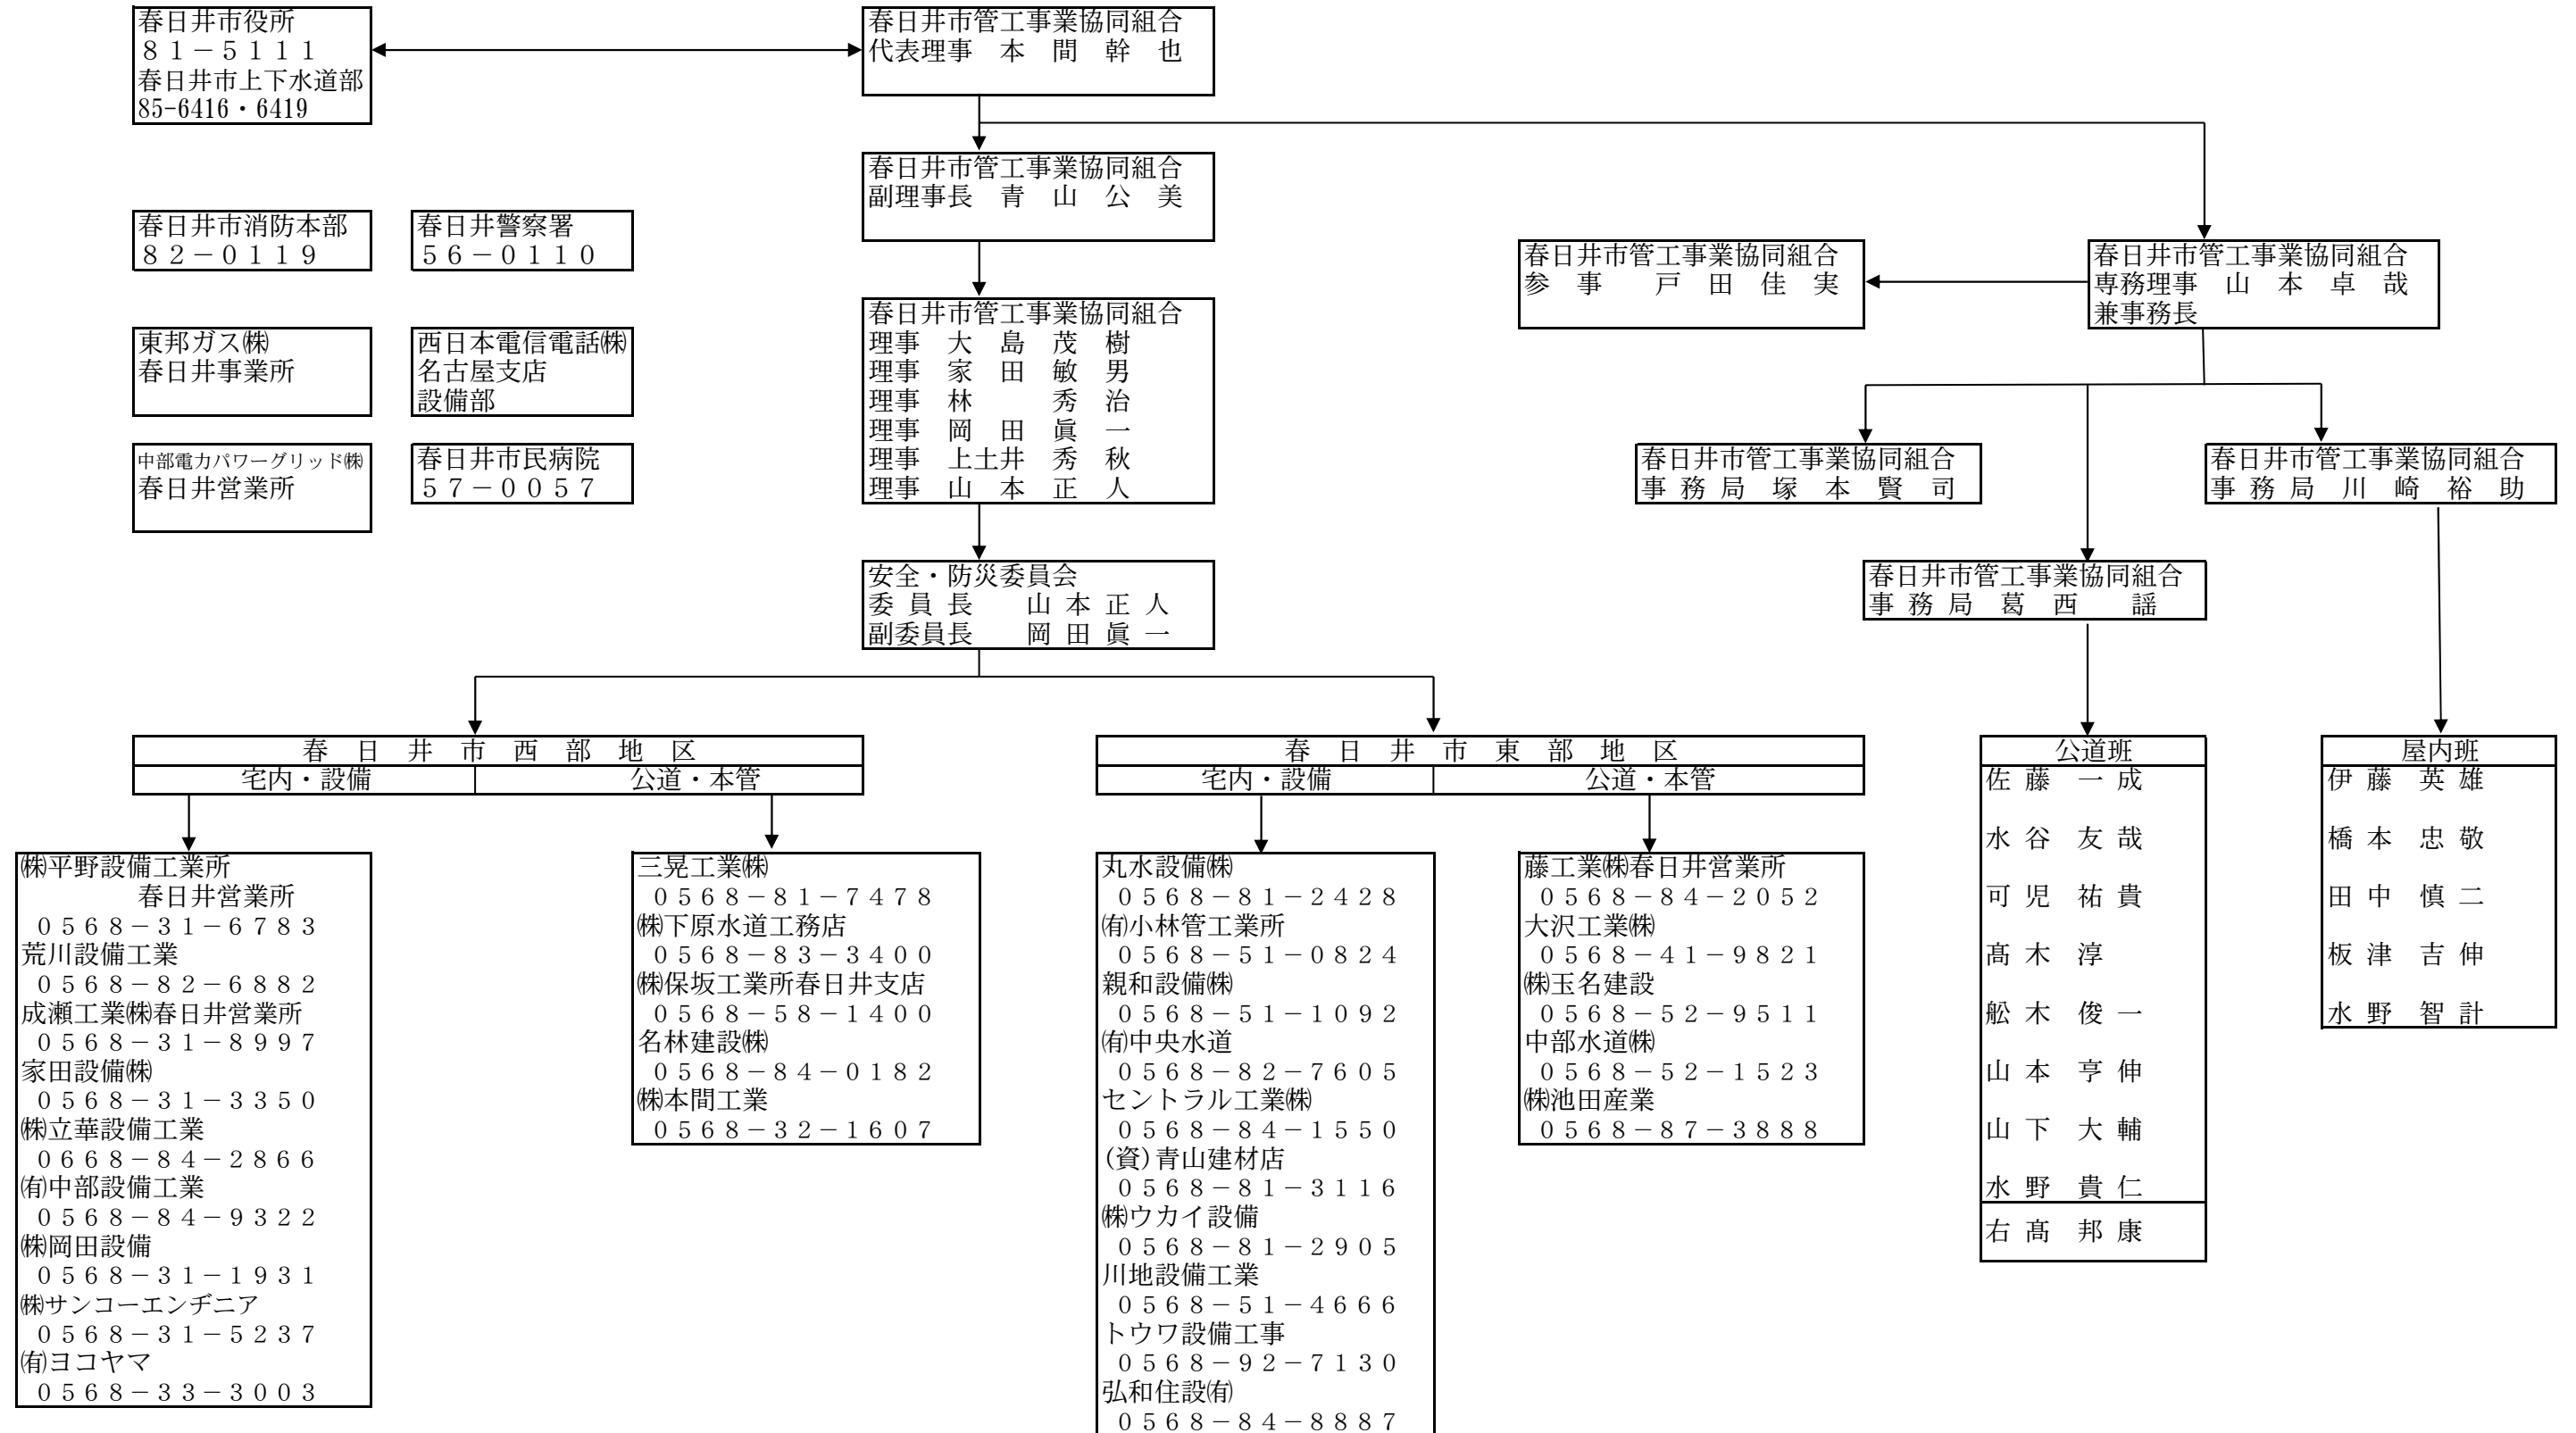 春日井市役所
８１－５１１１
春日井市上下水道部
85-6416・6419
春日井市管工事業協同組合
代表理事　本　間　幹　也
春日井市管工事業協同組合
副理事長　青　山　公　美
春日井市消防本部
８２－０１１９
春日井警察署
５６－０１１０
春日井市管工事業協同組合
参　事　　戸　田　佳　実
春日井市管工事業協同組合
専務理事　山　本　卓　哉
兼事務長
東邦ガス㈱
春日井事業所
西日本電信電話㈱
名古屋支店
設備部
春日井市管工事業協同組合
理事　大　島　茂　樹
理事　家　田　敏　男
理事　林　　　秀　治
理事　岡　田　眞　一
理事　上土井　秀　秋
理事　山　本　正　人
中部電力パワーグリッド㈱
春日井営業所
春日井市民病院
５７－００５７
春日井市管工事業協同組合
事 務 局　塚　本　賢　司
春日井市管工事業協同組合
事 務 局　川　崎　裕　助
安全・防災委員会
委 員 長　　山 本 正 人
副委員長　　岡 田 眞 一
春日井市管工事業協同組合
事 務 局　葛　西　　謡
春　日　井　市　西　部　地　区
宅内・設備
公道・本管
春　日　井　市　東　部　地　区
宅内・設備
公道・本管
公道班
屋内班
㈱平野設備工業所
春日井営業所
０５６８－３１－６７８３
荒川設備工業
０５６８－８２－６８８２
成瀬工業㈱春日井営業所
０５６８－３１－８９９７
家田設備㈱
０５６８－３１－３３５０
㈱立華設備工業
０６６８－８４－２８６６
㈲中部設備工業
０５６８－８４－９３２２
㈱岡田設備
０５６８－３１－１９３１
㈱サンコーエンヂニア
０５６８－３１－５２３７
㈲ヨコヤマ
０５６８－３３－３００３
三晃工業㈱
０５６８－８１－７４７８
㈱下原水道工務店
０５６８－８３－３４００
㈱保坂工業所春日井支店
０５６８－５８－１４００
名林建設㈱
０５６８－８４－０１８２
㈱本間工業
０５６８－３２－１６０７
丸水設備㈱
０５６８－８１－２４２８
㈲小林管工業所
０５６８－５１－０８２４
親和設備㈱
０５６８－５１－１０９２
㈲中央水道
０５６８－８２－７６０５
セントラル工業㈱
０５６８－８４－１５５０
(資)青山建材店
０５６８－８１－３１１６
㈱ウカイ設備
０５６８－８１－２９０５
川地設備工業
０５６８－５１－４６６６
トウワ設備工事
０５６８－９２－７１３０
弘和住設㈲
０５６８－８４－８８８７
藤工業㈱春日井営業所
０５６８－８４－２０５２
大沢工業㈱
０５６８－４１－９８２１
㈱玉名建設
０５６８－５２－９５１１
中部水道㈱
０５６８－５２－１５２３
㈱池田産業
０５６８－８７－３８８８
佐 藤　一 成
水 谷　友 哉
可 児　祐 貴
髙 木　淳
舩 木　俊 一
山 本　亨 伸
山 下　大 輔
水 野　貴 仁
右 髙　邦 康
伊 藤　英 雄
橋 本　忠 敬
田 中　慎 二
板 津　吉 伸
水 野　智 計